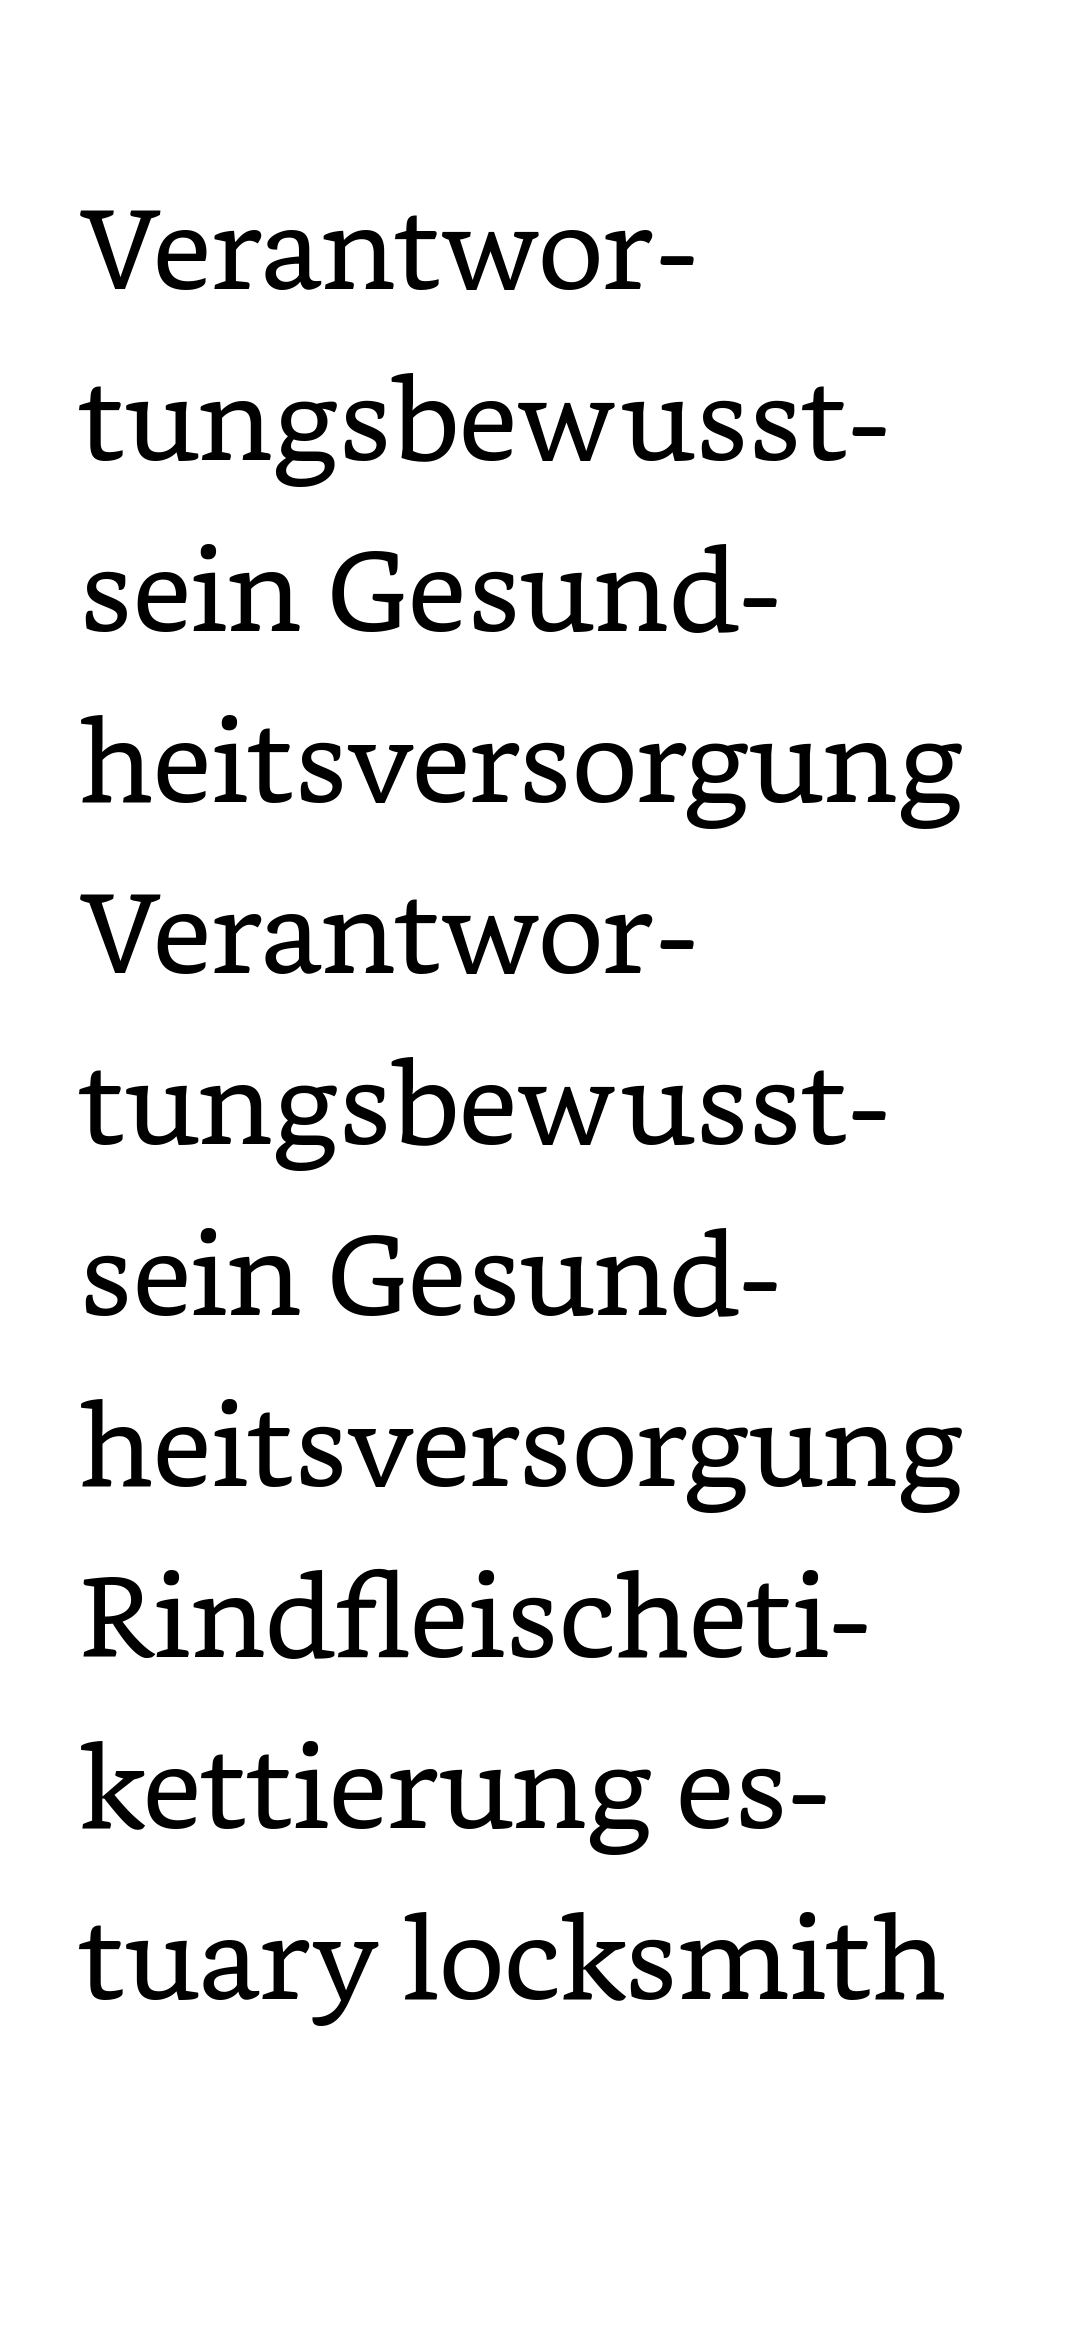 Verantwor-
tungsbewusst-
sein Gesund-
heitsversorgung
Verantwor-
tungsbewusst-
sein Gesund-
heitsversorgung
Rindfleischeti-
kettierung es-
tuary locksmith